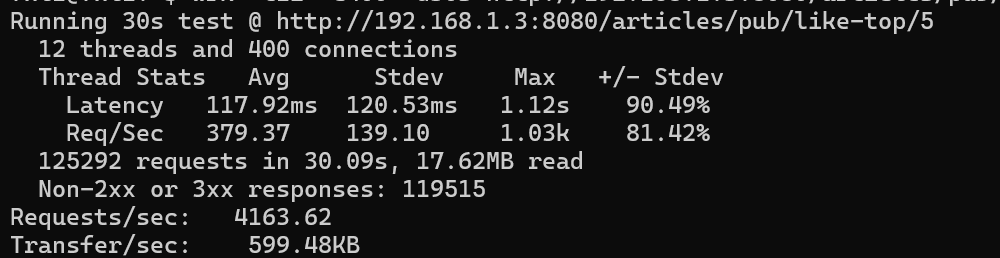 Running 30s test @ http://192.168.1.3:8080/articles/pub/like-top/5
  12 threads and 400 connections
  Thread Stats   Avg      Stdev     Max   +/- Stdev
    Latency   117.92ms  120.53ms   1.12s    90.49%
    Req/Sec   379.37    139.10     1.03k    81.42%
  125292 requests in 30.09s, 17.62MB read
  Non-2xx or 3xx responses: 119515
Requests/sec:   4163.62
Transfer/sec:    599.48KB